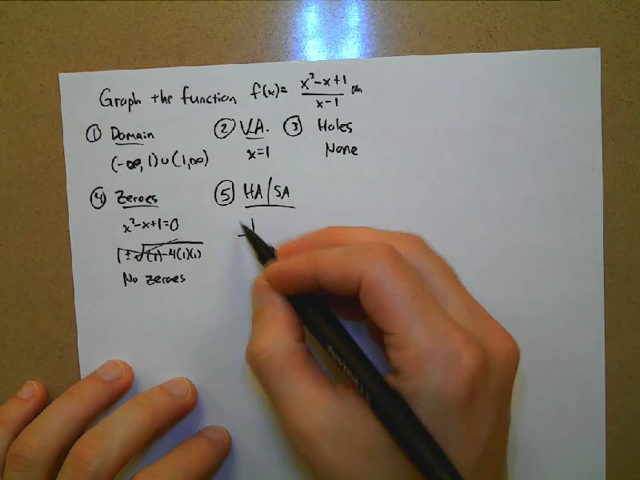 Graph the function f(x)= x²-x+1 / x-1
① Domain
(-∞, 1) ∪ (1, ∞)
② V.A.
x=1
③ Holes
None
④ Zeroes
x²-x+1=0
No zeroes
⑤ HA/SA